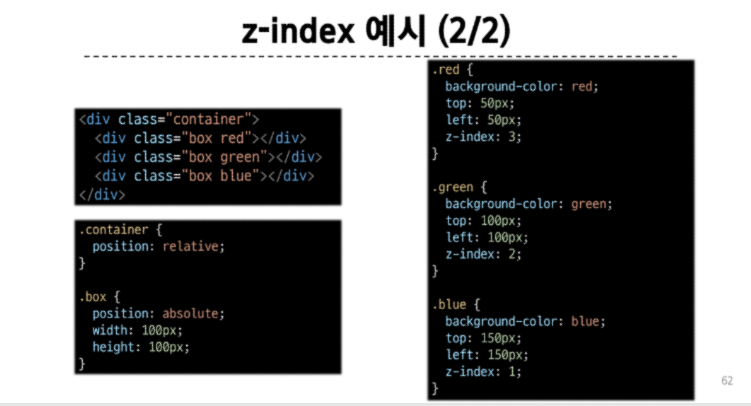 z-index 예시 (2/2)
<div class="container">
  <div class="box red"></div>
  <div class="box green"></div>
  <div class="box blue"></div>
</div>
.container {
  position: relative;
}
.box {
  position: absolute;
  width: 100px;
  height: 100px;
}
.red {
  background-color: red;
  top: 50px;
  left: 50px;
  z-index: 3;
}
.green {
  background-color: green;
  top: 100px;
  left: 100px;
  z-index: 2;
}
.blue {
  background-color: blue;
  top: 150px;
  left: 150px;
  z-index: 1;
}
62